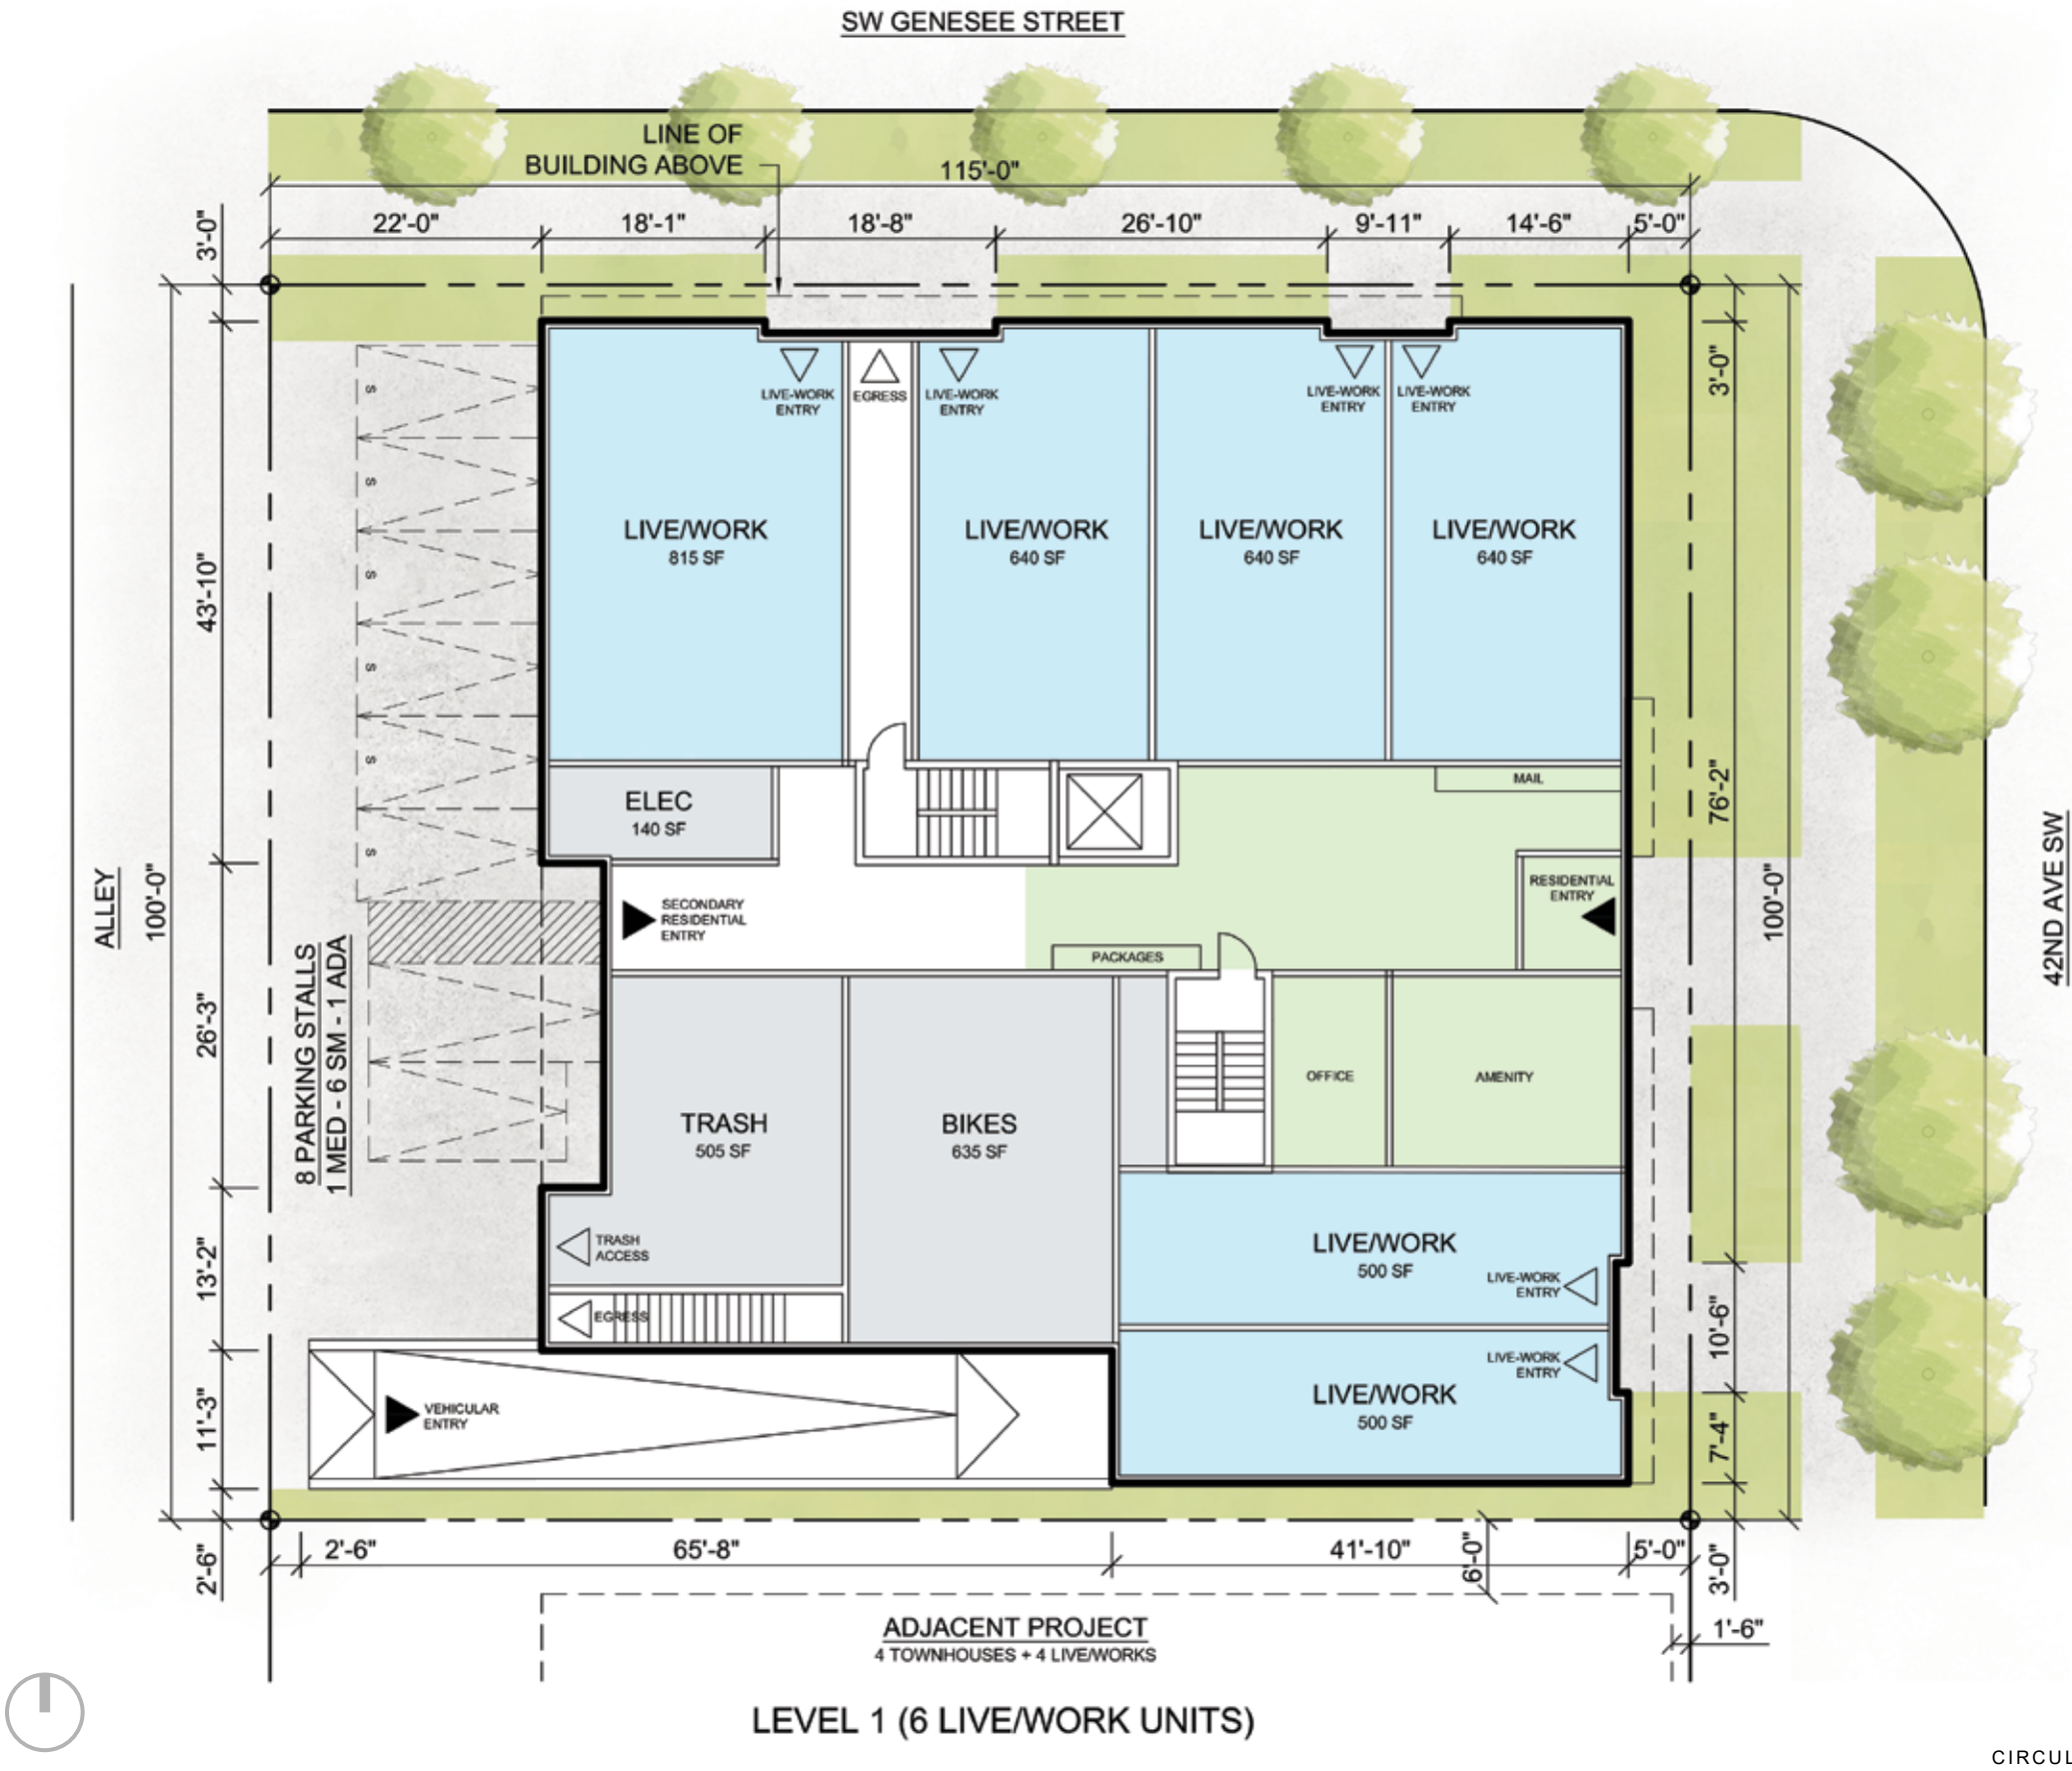 SW GENESEE STREET
LINE OF
BUILDING ABOVE
115'-0"
22'-0"
18'-1"
18'-8"
26'-10"
9'-11"
14'-6"
5'-0"
3'-0"
43'-10"
26'-3"
13'-2"
11'-3"
2'-6"
100'-0"
ALLEY
8 PARKING STALLS
1 MED - 6 SM - 1 ADA
S
S
S
S
S
S
LIVE-WORK
ENTRY
EGRESS
LIVE-WORK
ENTRY
LIVE-WORK
ENTRY
LIVE-WORK
ENTRY
LIVE/WORK
815 SF
LIVE/WORK
640 SF
LIVE/WORK
640 SF
LIVE/WORK
640 SF
ELEC
140 SF
MAIL
SECONDARY
RESIDENTIAL
ENTRY
RESIDENTIAL
ENTRY
PACKAGES
TRASH
505 SF
BIKES
635 SF
OFFICE
AMENITY
TRASH
ACCESS
EGRESS
LIVE/WORK
500 SF
LIVE-WORK
ENTRY
LIVE/WORK
500 SF
LIVE-WORK
ENTRY
VEHICULAR
ENTRY
3'-0"
76'-2"
10'-6"
7'-4"
3'-0"
100'-0"
42ND AVE SW
2'-6"
65'-8"
41'-10"
6'-0"
5'-0"
1'-6"
ADJACENT PROJECT
4 TOWNHOUSES + 4 LIVE/WORKS
LEVEL 1 (6 LIVE/WORK UNITS)
CIRCUL